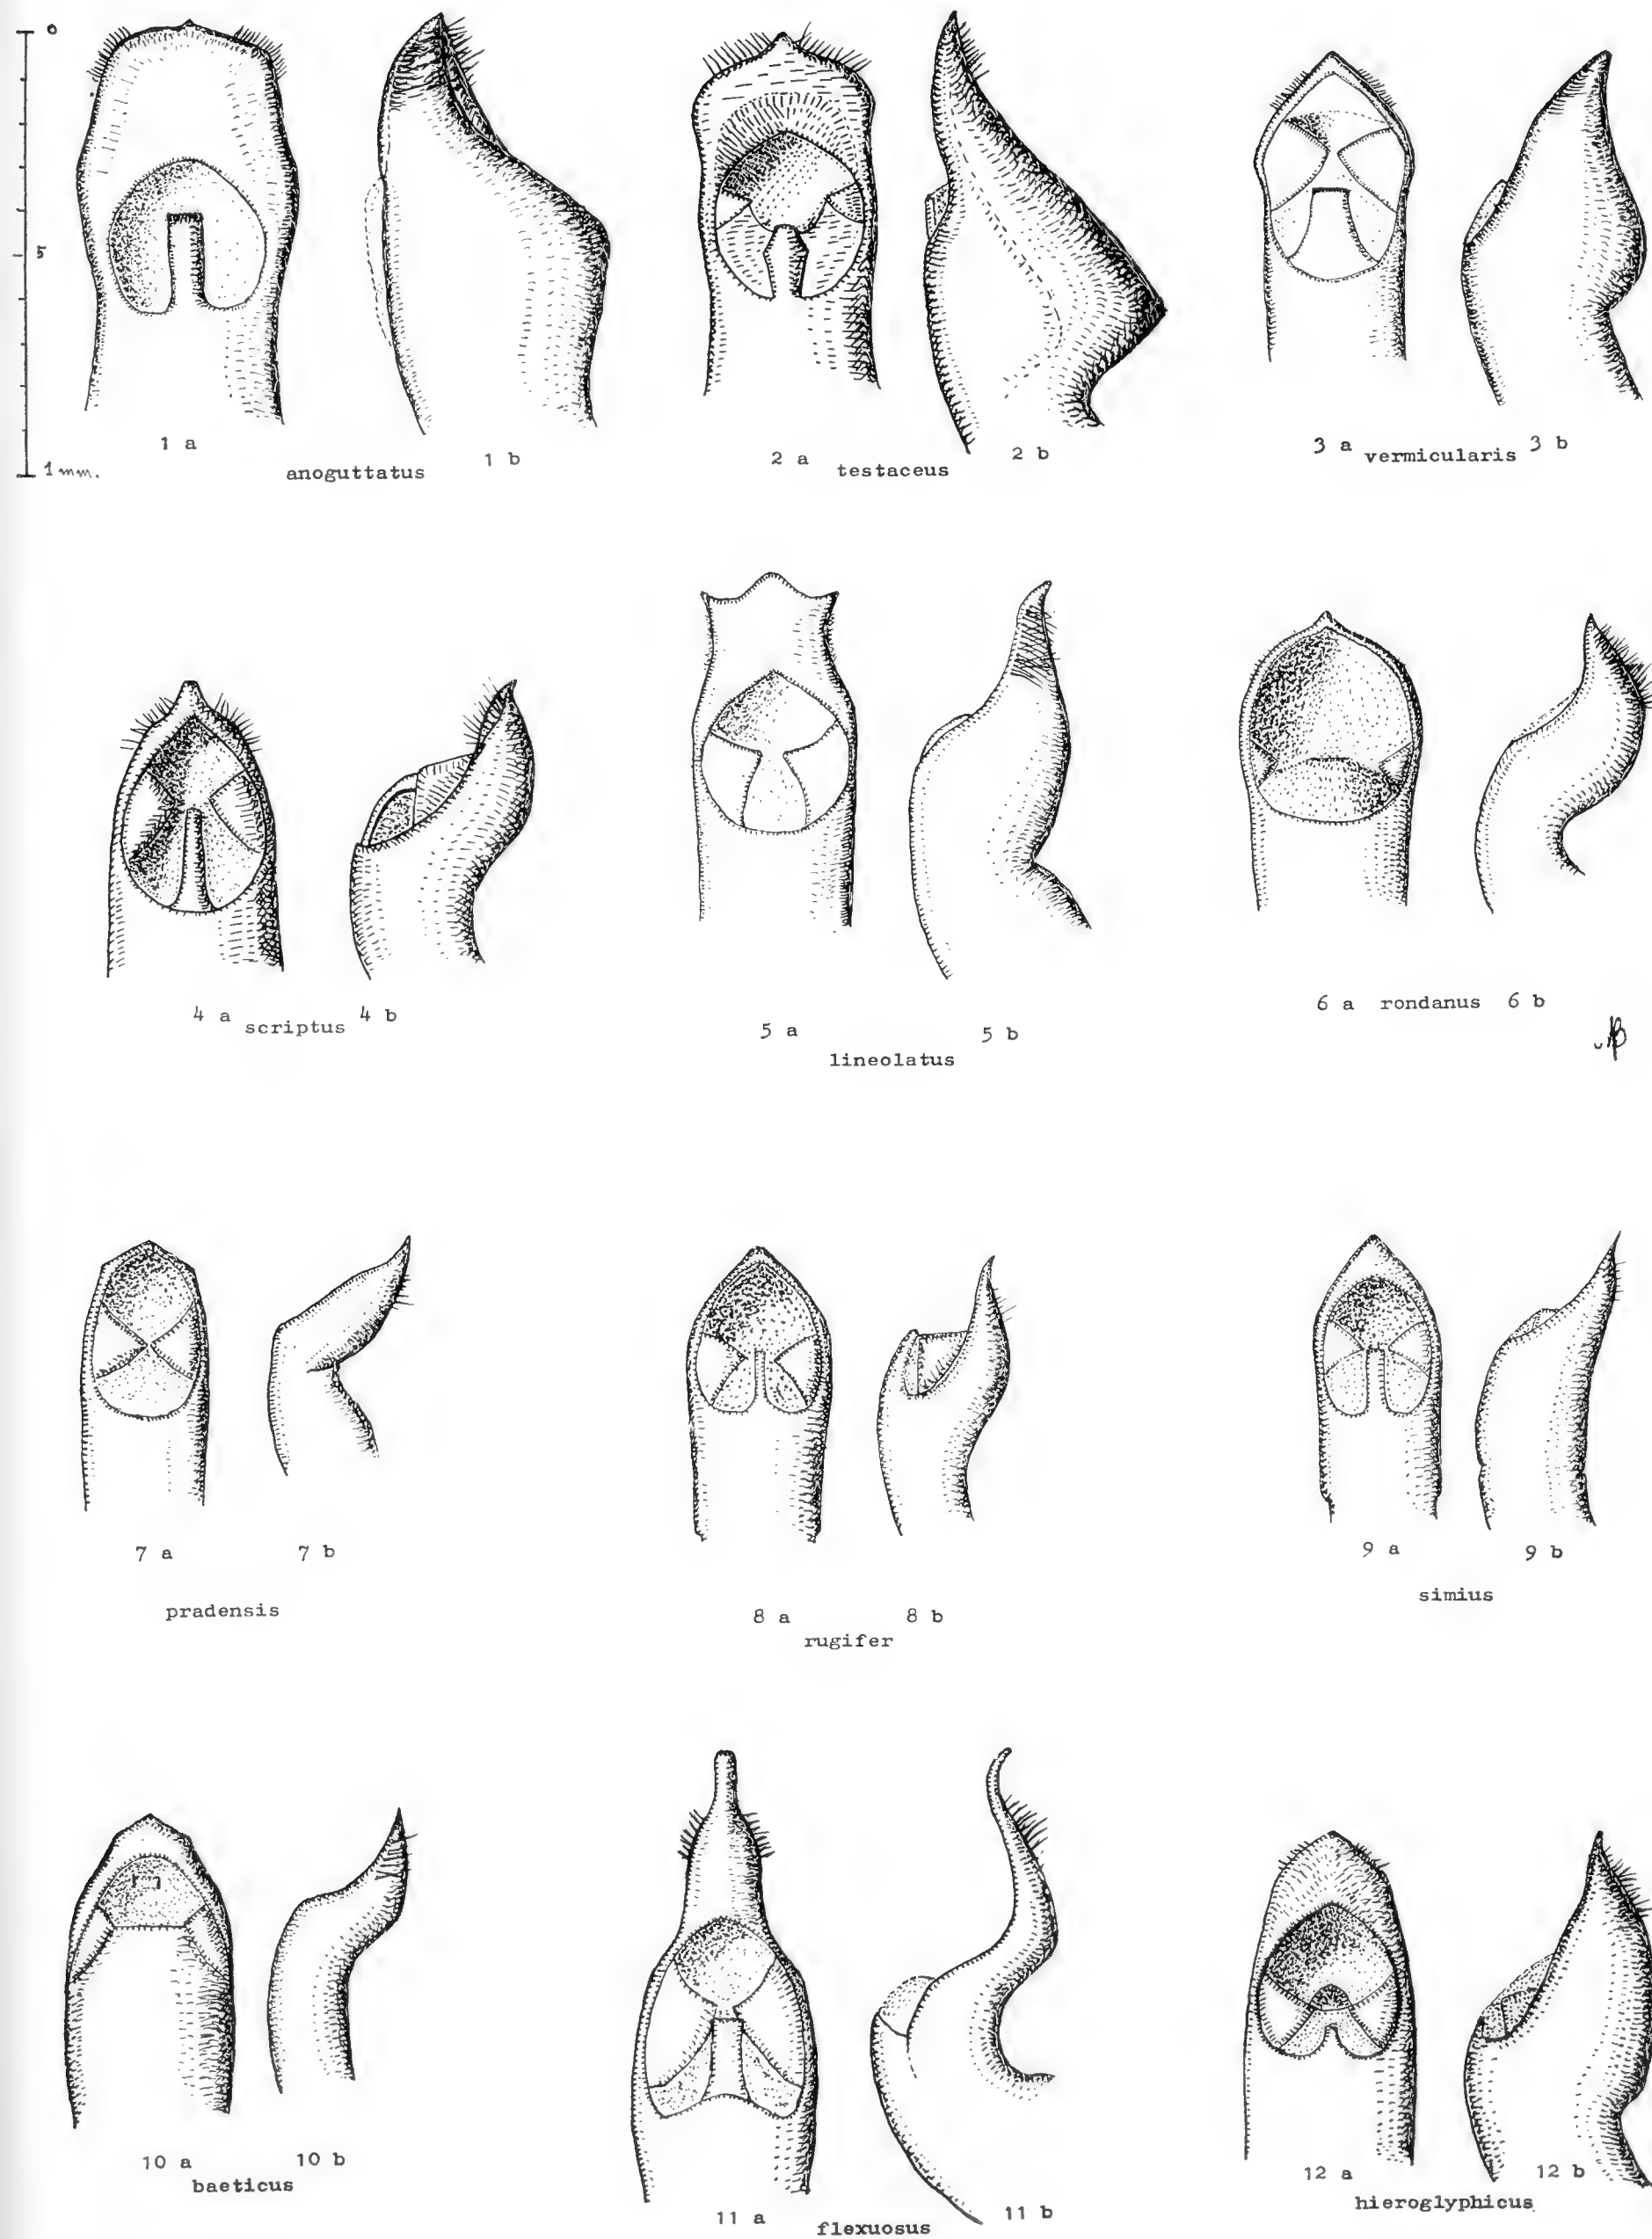 0
5
1 mm.
1 a 1 b
anoguttatus
2 a 2 b
testaceus
3 a 3 b
vermicularis
4 a 4 b
scriptus
5 a 5 b
lineolatus
6 a rondanus 6 b
7 a 7 b
pradensis
8 a 8 b
rugifer
9 a 9 b
simius
10 a 10 b
baeticus
11 a 11 b
flexuosus
12 a 12 b
hieroglyphicus